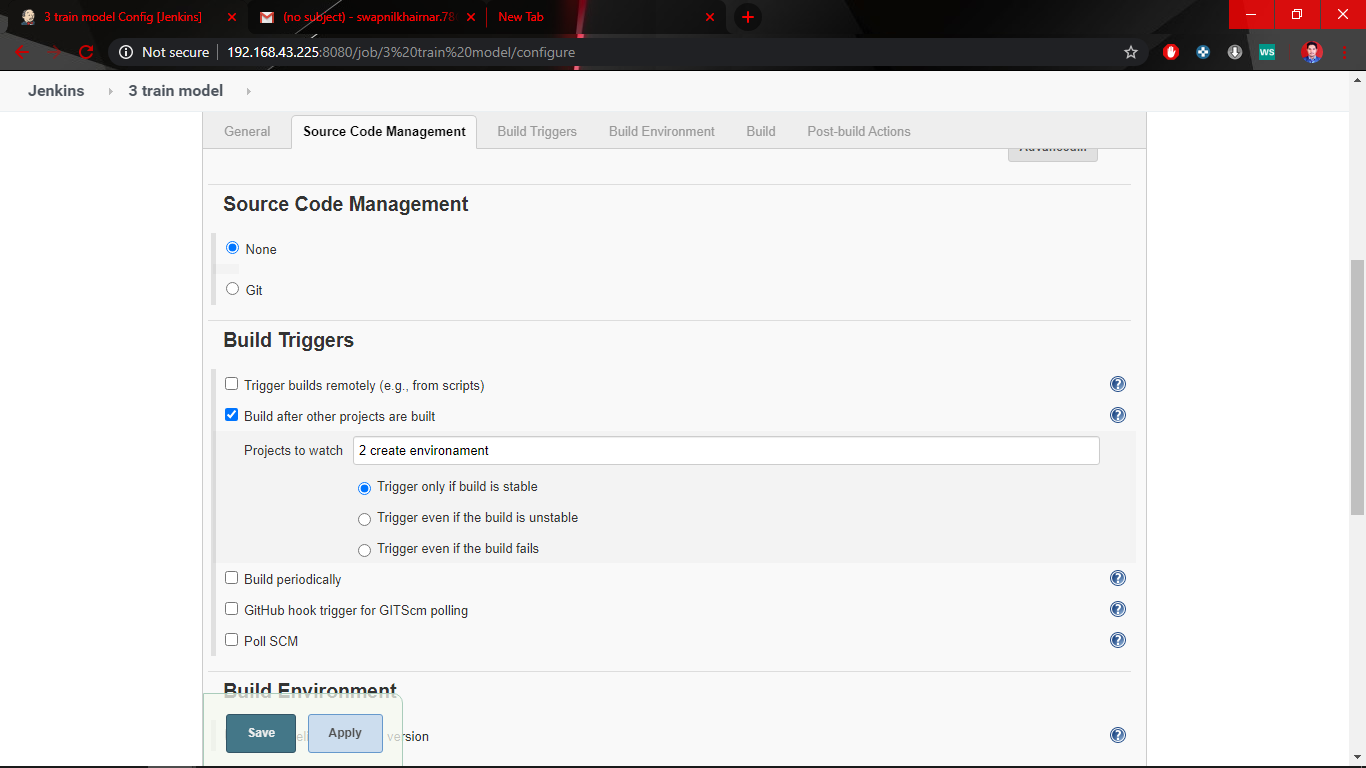 3 train model Config [Jenkins]
(no subject) - swapnilkhairnar.78
New Tab
Not secure
192.168.43.225:8080/job/3%20train%20model/configure
WS
Jenkins
3 train model
General
Source Code Management
Build Triggers
Build Environment
Build
Post-build Actions
Advanced...
Source Code Management
None
Git
Build Triggers
Trigger builds remotely (e.g., from scripts)
Build after other projects are built
Projects to watch
2 create environament
Trigger only if build is stable
Trigger even if the build is unstable
Trigger even if the build fails
Build periodically
GitHub hook trigger for GITScm polling
Poll SCM
Build Environment
version
Save
Apply